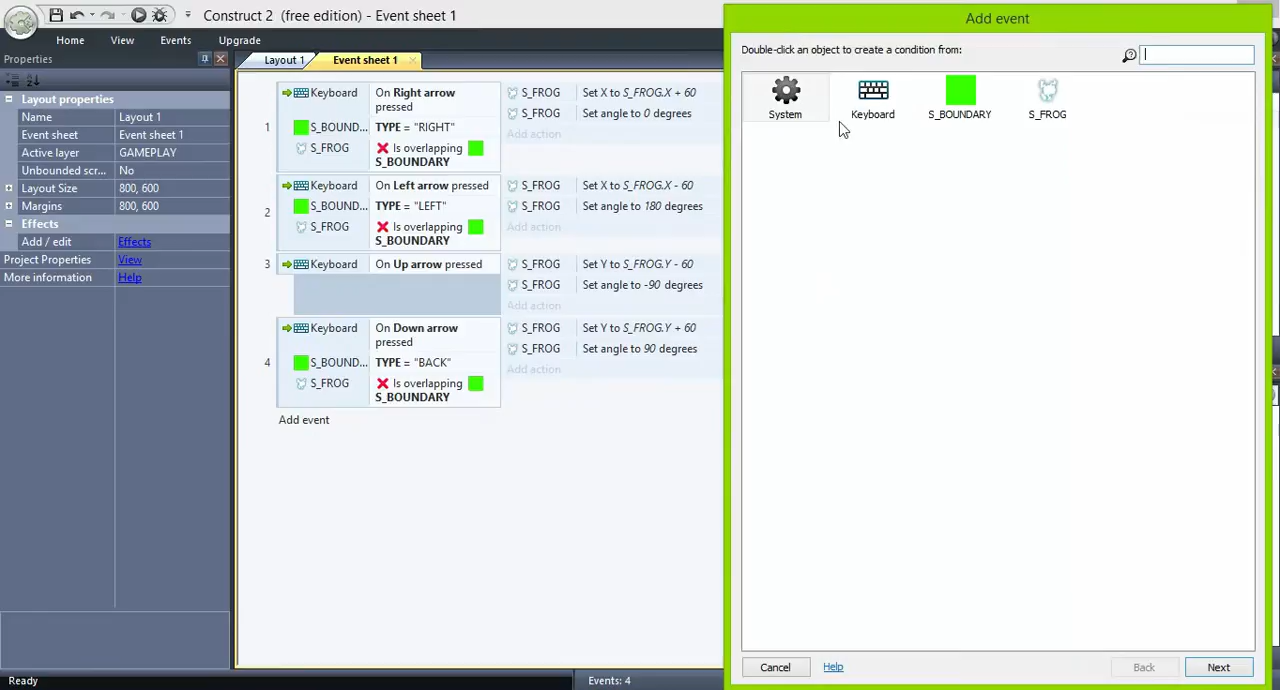 Construct 2 (free edition) - Event sheet 1
Home View Events Upgrade
Properties
Layout properties
Name Layout 1
Event sheet Event sheet 1
Active layer GAMEPLAY
Unbounded scr... No
Layout Size 800, 600
Margins 800, 600
Effects
Add / edit Effects
Project Properties View
More information Help
Layout 1 Event sheet 1
1
Keyboard On Right arrow
pressed
S_BOUND... TYPE = "RIGHT"
S_FROG Is overlapping
S_BOUNDARY
S_FROG Set X to S_FROG.X + 60
S_FROG Set angle to 0 degrees
Add action
2
Keyboard On Left arrow pressed
S_BOUND... TYPE = "LEFT"
S_FROG Is overlapping
S_BOUNDARY
S_FROG Set X to S_FROG.X - 60
S_FROG Set angle to 180 degrees
Add action
3
Keyboard On Up arrow pressed
S_FROG Set Y to S_FROG.Y - 60
S_FROG Set angle to -90 degrees
Add action
4
Keyboard On Down arrow
pressed
S_BOUND... TYPE = "BACK"
S_FROG Is overlapping
S_BOUNDARY
S_FROG Set Y to S_FROG.Y + 60
S_FROG Set angle to 90 degrees
Add action
Add event
Add event
Double-click an object to create a condition from:
System Keyboard S_BOUNDARY S_FROG
Cancel Help Back Next
Ready Events: 4